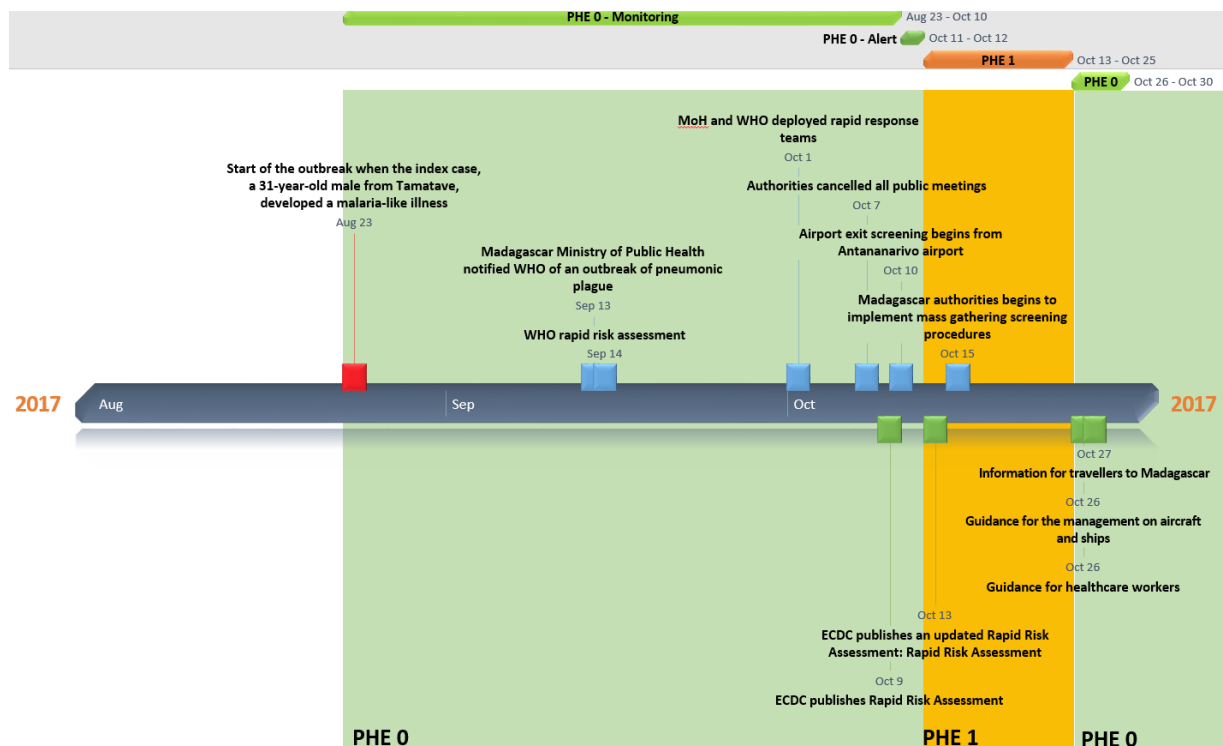 PHE 0 - Monitoring
Aug 23 - Oct 10
PHE 0 - Alert
Oct 11 - Oct 12
PHE 1
Oct 13 - Oct 25
PHE 0
Oct 26 - Oct 30
MoH and WHO deployed rapid response
teams
Oct 1
Start of the outbreak when the index case,
a 31-year-old male from Tamatave,
developed a malaria-like illness
Aug 23
Authorities cancelled all public meetings
Oct 7
Airport exit screening begins from
Antananarivo airport
Oct 10
Madagascar Ministry of Public Health
notified WHO of an outbreak of pneumonic
plague
Sep 13
Madagascar authorities begins to
implement mass gathering screening
procedures
Oct 15
WHO rapid risk assessment
Sep 14
2017
Aug
Sep
Oct
2017
Oct 27
Information for travellers to Madagascar
Oct 26
Guidance for the management on aircraft
and ships
Oct 26
Guidance for healthcare workers
Oct 13
ECDC publishes an updated Rapid Risk
Assessment: Rapid Risk Assessment
Oct 9
ECDC publishes Rapid Risk Assessment
PHE 0
PHE 1
PHE 0